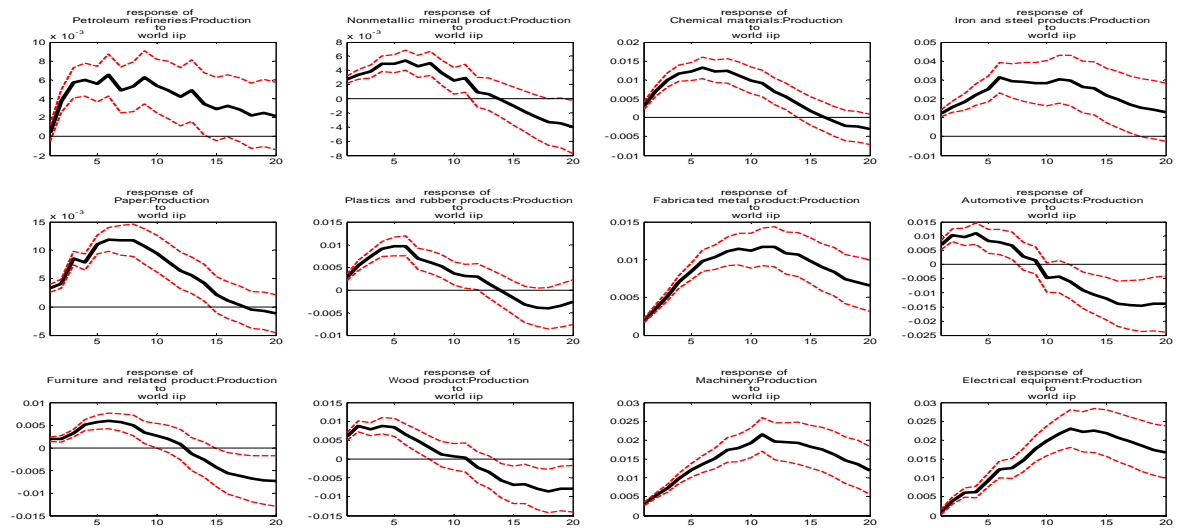 response of
Petroleum refineries:Production
to
world iip
x 10⁻³
10
8
6
4
2
0
-2
5
10
15
20
response of
Nonmetallic mineral product:Production
to
world iip
x 10⁻³
8
6
4
2
0
-2
-4
-6
-8
5
10
15
20
response of
Chemical materials:Production
to
world iip
0.02
0.015
0.01
0.005
0
-0.005
-0.01
5
10
15
20
response of
Iron and steel products:Production
to
world iip
0.05
0.04
0.03
0.02
0.01
0
-0.01
5
10
15
20
response of
Paper:Production
to
world iip
x 10⁻³
15
10
5
0
-5
5
10
15
20
response of
Plastics and rubber products:Production
to
world iip
0.015
0.01
0.005
0
-0.005
-0.01
5
10
15
20
response of
Fabricated metal product:Production
to
world iip
0.015
0.01
0.005
0
5
10
15
20
response of
Automotive products:Production
to
world iip
0.015
0.01
0.005
0
-0.005
-0.01
-0.015
-0.02
-0.025
5
10
15
20
response of
Furniture and related product:Production
to
world iip
0.01
0.005
0
-0.005
-0.01
-0.015
5
10
15
20
response of
Wood product:Production
to
world iip
0.015
0.01
0.005
0
-0.005
-0.01
-0.015
5
10
15
20
response of
Machinery:Production
to
world iip
0.03
0.025
0.02
0.015
0.01
0.005
0
5
10
15
20
response of
Electrical equipment:Production
to
world iip
0.03
0.025
0.02
0.015
0.01
0.005
0
5
10
15
20